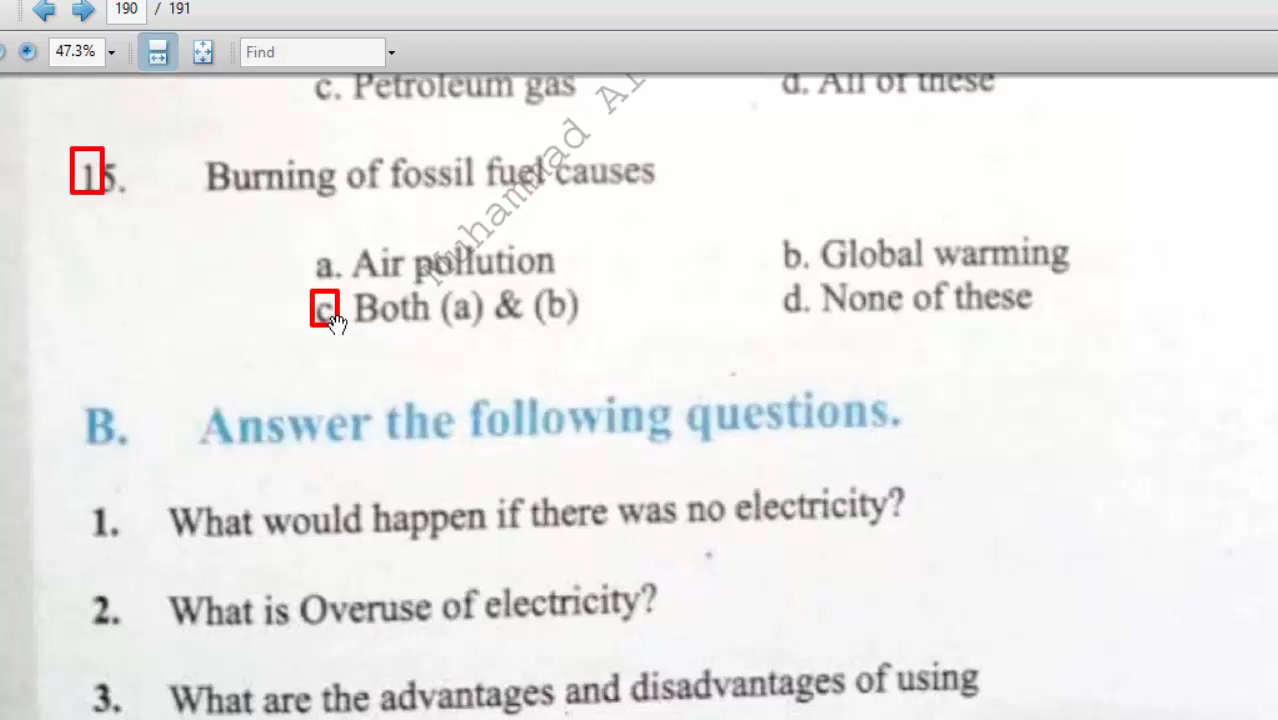 190 / 191
47.3% Find
c. Petroleum gas d. All of these
15. Burning of fossil fuel causes
a. Air pollution b. Global warming
c. Both (a) & (b) d. None of these
Muhammad
B. Answer the following questions.
1. What would happen if there was no electricity?
2. What is Overuse of electricity?
3. What are the advantages and disadvantages of using